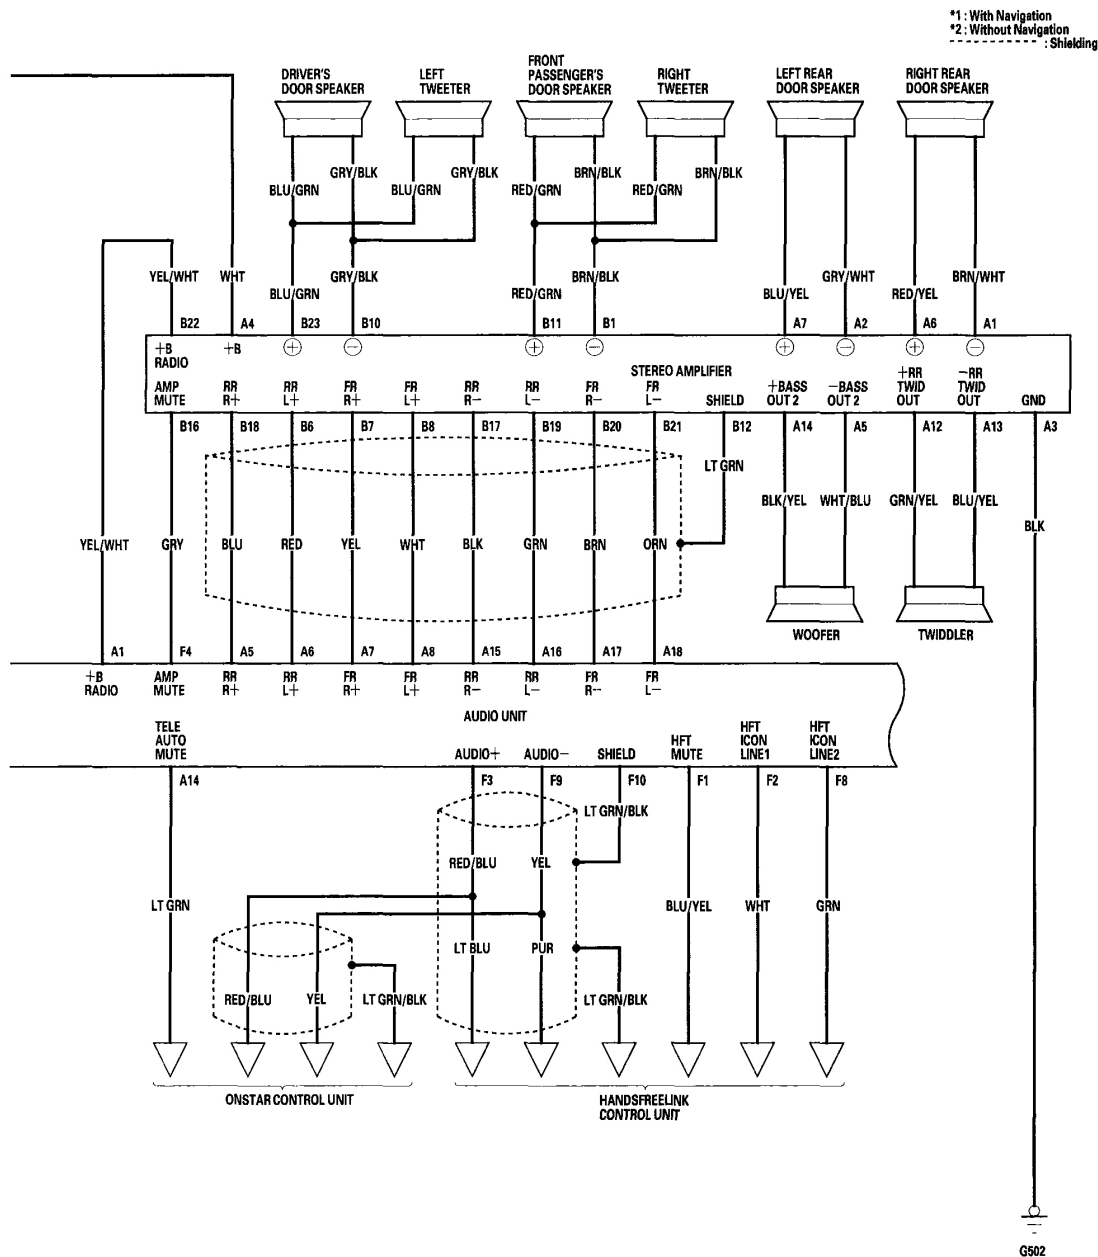 *1 : With Navigation
*2 : Without Navigation
: Shielding
DRIVER'S
DOOR SPEAKER
LEFT
TWEETER
FRONT
PASSENGER'S
DOOR SPEAKER
RIGHT
TWEETER
LEFT REAR
DOOR SPEAKER
RIGHT REAR
DOOR SPEAKER
GRY/BLK
GRY/BLK
BRN/BLK
BRN/BLK
BLU/GRN
BLU/GRN
RED/GRN
RED/GRN
YEL/WHT
WHT
GRY/BLK
BRN/BLK
GRY/WHT
BRN/WHT
BLU/GRN
RED/GRN
BLU/YEL
RED/YEL
B22
A4
B23
B10
B11
B1
A7
A2
A6
A1
+B
RADIO
+B
+
−
+
−
+
−
+
−
STEREO AMPLIFIER
AMP
MUTE
RR
R+
RR
L+
FR
R+
FR
L+
RR
R−
RR
L−
FR
R−
FR
L−
SHIELD
+BASS
OUT 2
−BASS
OUT 2
+RR
TWID
OUT
−RR
TWID
OUT
GND
B16
B18
B6
B7
B8
B17
B19
B20
B21
B12
A14
A5
A12
A13
A3
LT GRN
BLK/YEL
WHT/BLU
GRN/YEL
BLU/YEL
BLK
YEL/WHT
GRY
BLU
RED
YEL
WHT
BLK
GRN
BRN
ORN
WOOFER
TWIDDLER
A1
F4
A5
A6
A7
A8
A15
A16
A17
A18
+B
RADIO
AMP
MUTE
RR
R+
RR
L+
FR
R+
FR
L+
RR
R−
RR
L−
FR
R−
FR
L−
AUDIO UNIT
TELE
AUTO
MUTE
AUDIO+
AUDIO−
SHIELD
HFT
MUTE
HFT
ICON
LINE1
HFT
ICON
LINE2
A14
F3
F9
F10
F1
F2
F8
LT GRN/BLK
RED/BLU
YEL
LT GRN
BLU/YEL
WHT
GRN
LT BLU
PUR
RED/BLU
YEL
LT GRN/BLK
LT GRN/BLK
ONSTAR CONTROL UNIT
HANDSFREELINK
CONTROL UNIT
G502